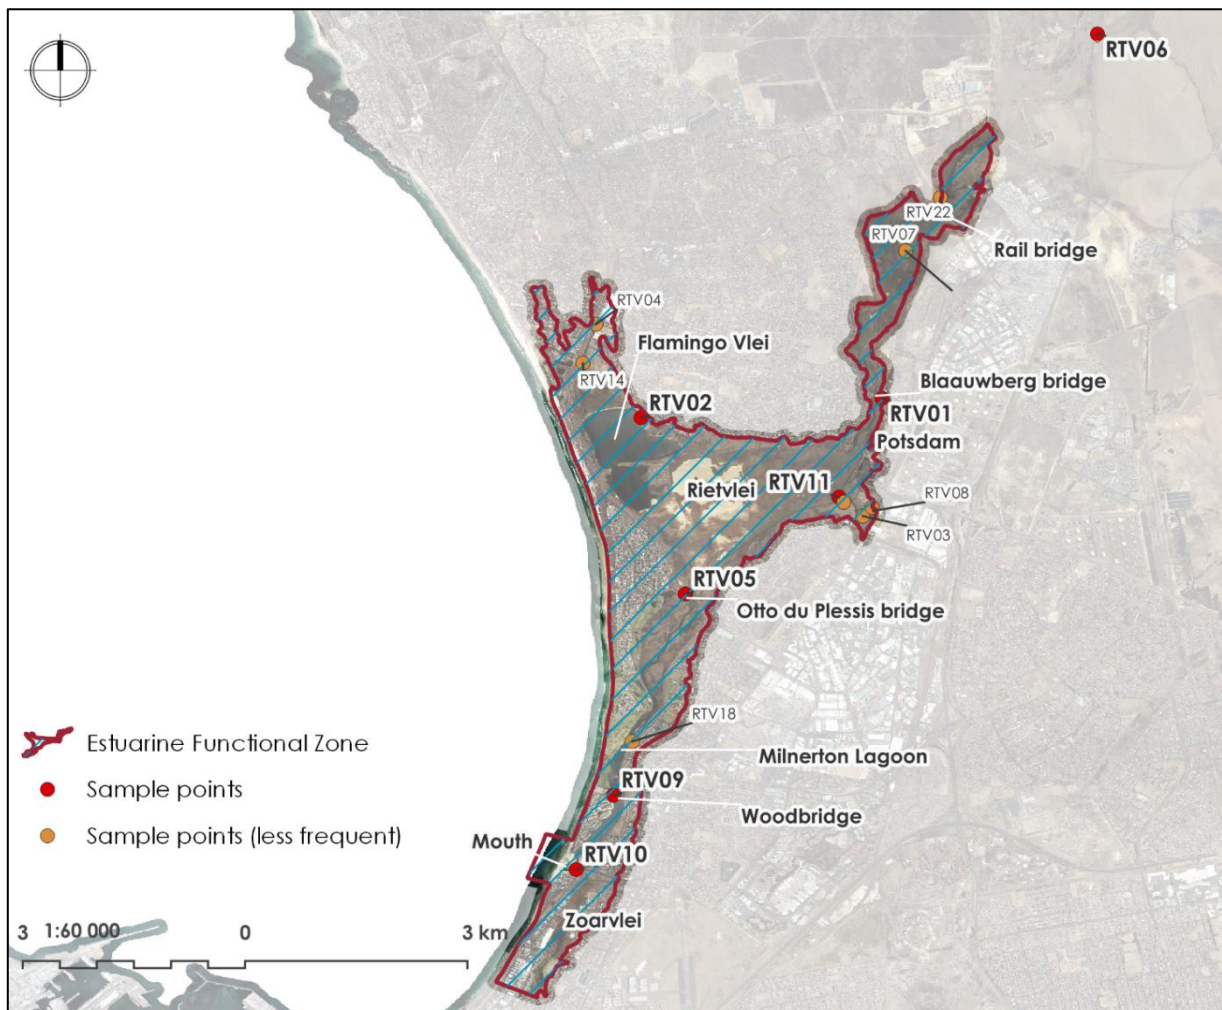 RTV06
RTV22
Rail bridge
RTV07
RTV04
Flamingo Vlei
RTV14
Blaauwberg bridge
RTV02
RTV01
Potsdam
Rietvlei
RTV11
RTV08
RTV03
RTV05
Otto du Plessis bridge
RTV18
Estuarine Functional Zone
Milnerton Lagoon
Sample points
RTV09
Woodbridge
Sample points (less frequent)
Mouth
RTV10
Zoarvlei
3 1:60 000 0 3 km